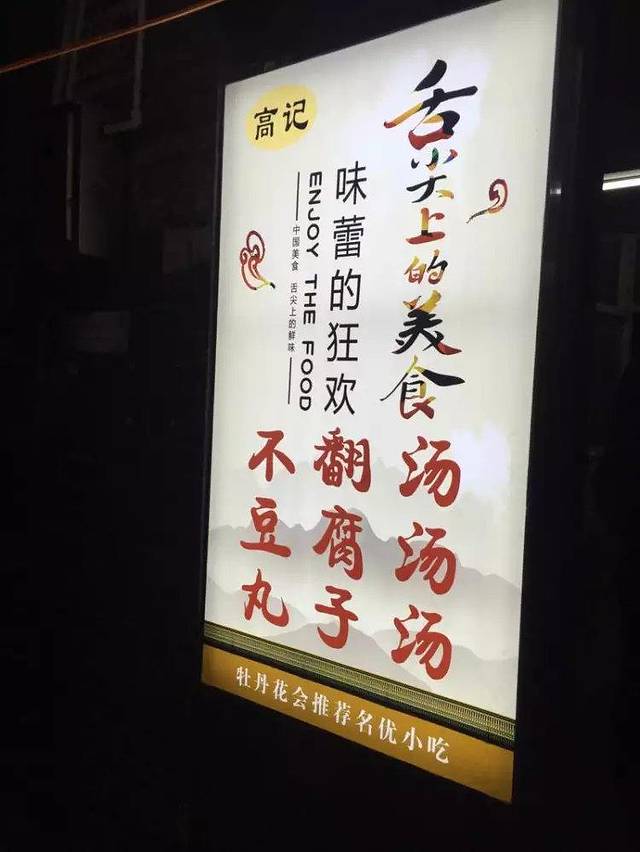 高记
舌尖上的美食
味蕾的狂欢
ENJOY THE FOOD
中国美食 舌尖上的鲜味
不翻汤
豆腐汤
丸子汤
牡丹花会推荐名优小吃